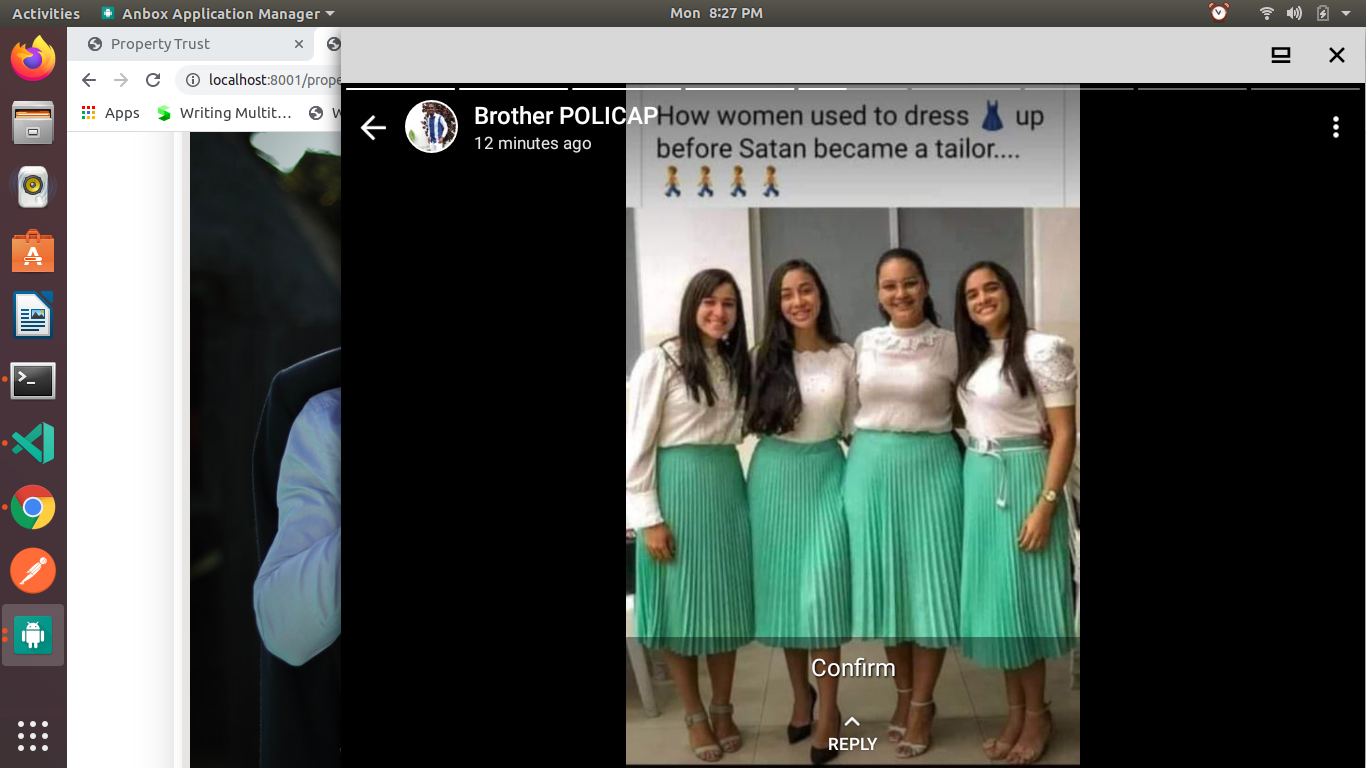 Activities
Anbox Application Manager
Mon 8:27 PM
Property Trust
localhost:8001/prope
Apps
Writing Multit…
W
Brother POLICAP
12 minutes ago
How women used to dress 👗 up
before Satan became a tailor....
🚶🚶🚶🚶
Confirm
REPLY